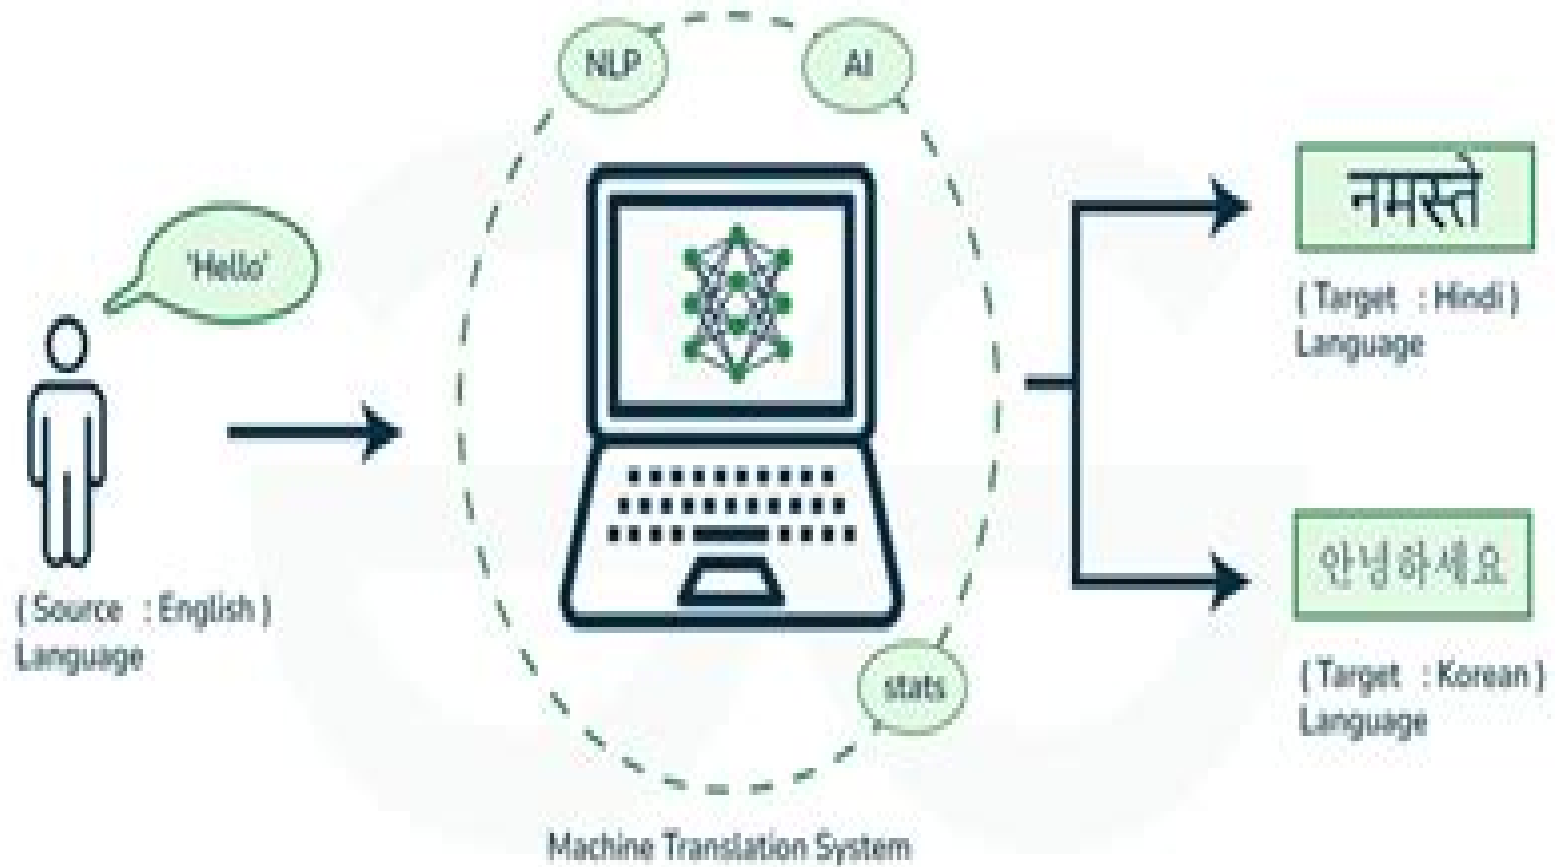 NLP
AI
'Hello'
नमस्ते
( Target : Hindi )
Language
안녕하세요
( Source : English )
Language
stats
( Target : Korean )
Language
Machine Translation System